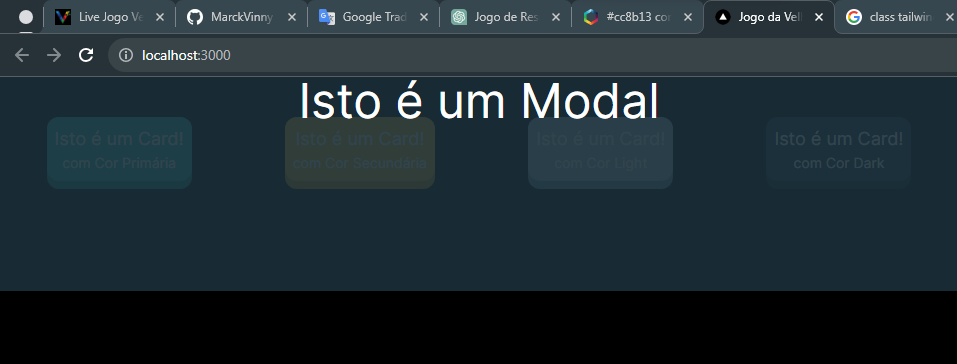 Live Jogo Ve
MarckVinny
Google Trad
Jogo de Res
#cc8b13 cor
Jogo da Vell
class tailwin
localhost:3000
Isto é um Modal
Isto é um Card!
com Cor Primária
Isto é um Card!
com Cor Secundária
Isto é um Card!
com Cor Light
Isto é um Card!
com Cor Dark